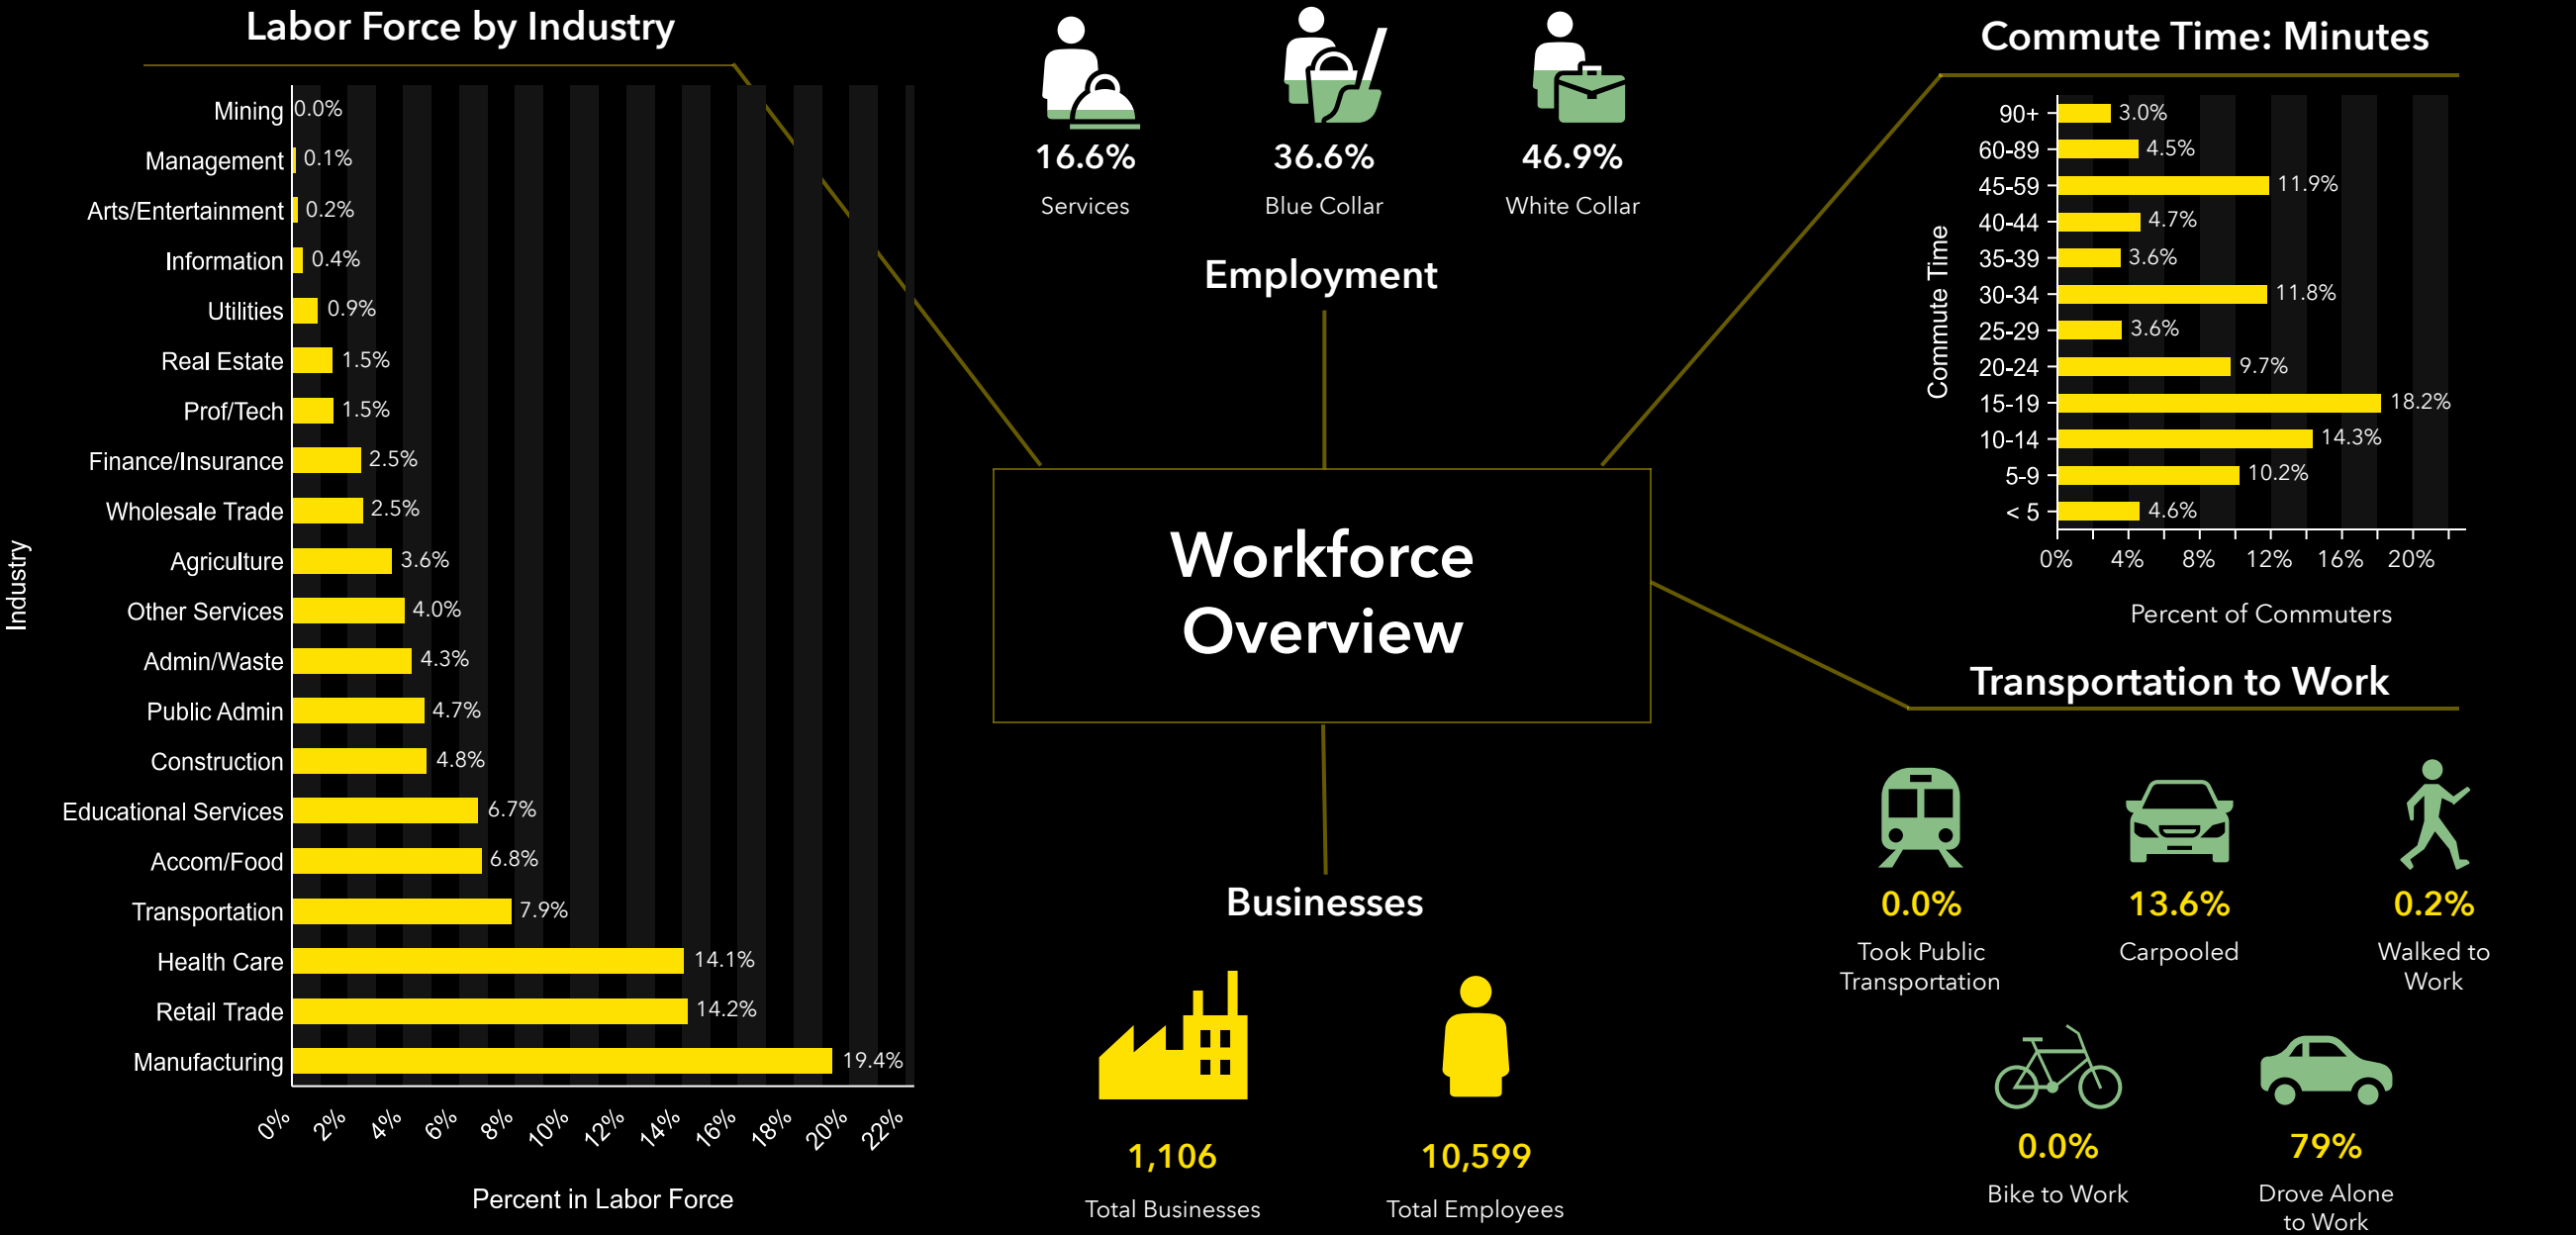 Labor Force by Industry
Industry
Mining 0.0%
Management 0.1%
Arts/Entertainment 0.2%
Information 0.4%
Utilities 0.9%
Real Estate 1.5%
Prof/Tech 1.5%
Finance/Insurance 2.5%
Wholesale Trade 2.5%
Agriculture 3.6%
Other Services 4.0%
Admin/Waste 4.3%
Public Admin 4.7%
Construction 4.8%
Educational Services 6.7%
Accom/Food 6.8%
Transportation 7.9%
Health Care 14.1%
Retail Trade 14.2%
Manufacturing 19.4%
0% 2% 4% 6% 8% 10% 12% 14% 16% 18% 20% 22%
Percent in Labor Force
16.6% 36.6% 46.9%
Services Blue Collar White Collar
Employment
Workforce
Overview
Businesses
1,106 10,599
Total Businesses Total Employees
Commute Time: Minutes
Commute Time
90+ 3.0%
60-89 4.5%
45-59 11.9%
40-44 4.7%
35-39 3.6%
30-34 11.8%
25-29 3.6%
20-24 9.7%
15-19 18.2%
10-14 14.3%
5-9 10.2%
< 5 4.6%
0% 4% 8% 12% 16% 20%
Percent of Commuters
Transportation to Work
0.0% 13.6% 0.2%
Took Public Carpooled Walked to
Transportation Work
0.0% 79%
Bike to Work Drove Alone
to Work